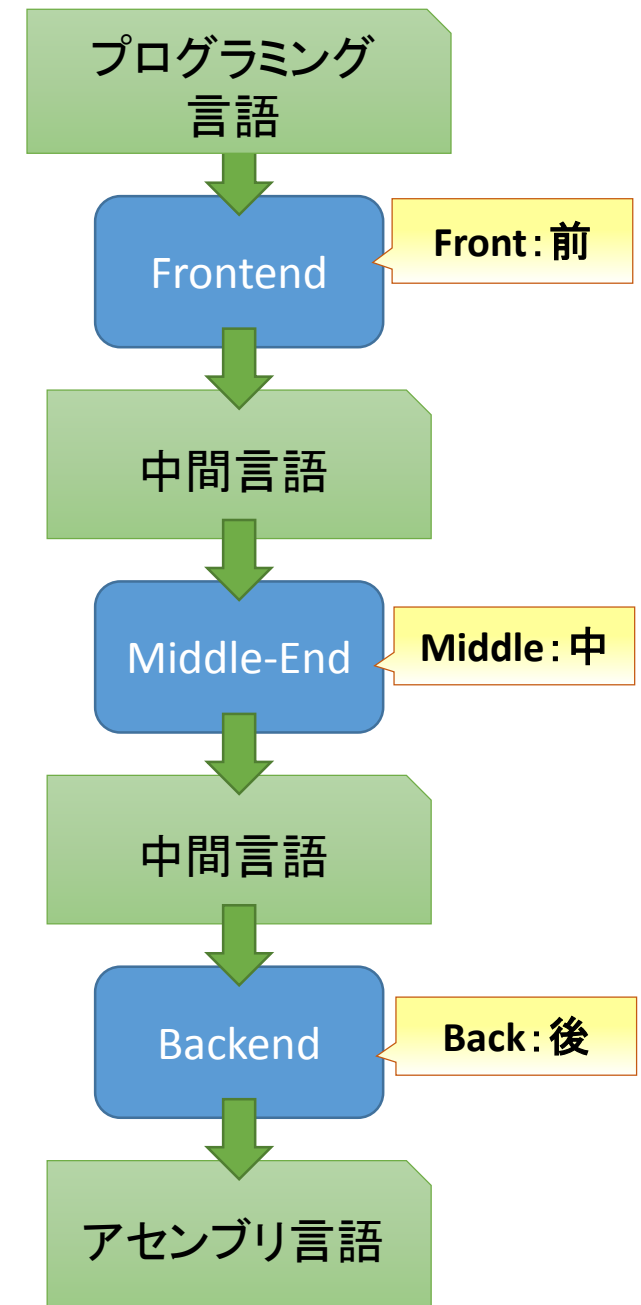 プログラミング
言語
Frontend
Front：前
中間言語
Middle-End
Middle：中
中間言語
Backend
Back：後
アセンブリ言語